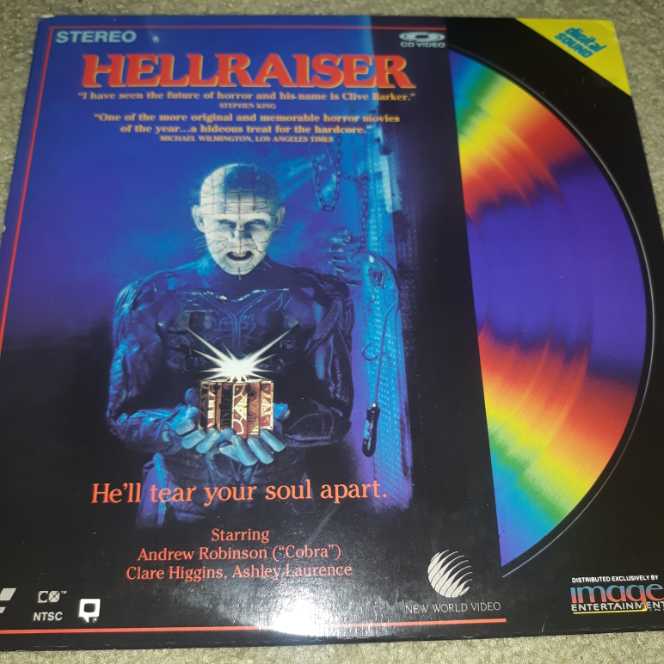 STEREO
CD VIDEO
digital
SOUND
HELLRAISER
"I have seen the future of horror and his name is Clive Barker."
STEPHEN KING
"One of the more original and memorable horror movies
of the year...a hideous treat for the hardcore."
MICHAEL WILMINGTON, LOS ANGELES TIMES
He'll tear your soul apart.
Starring
Andrew Robinson ("Cobra")
Clare Higgins, Ashley Laurence
CX™
NTSC
NEW WORLD VIDEO
DISTRIBUTED EXCLUSIVELY BY
image
ENTERTAINMENT